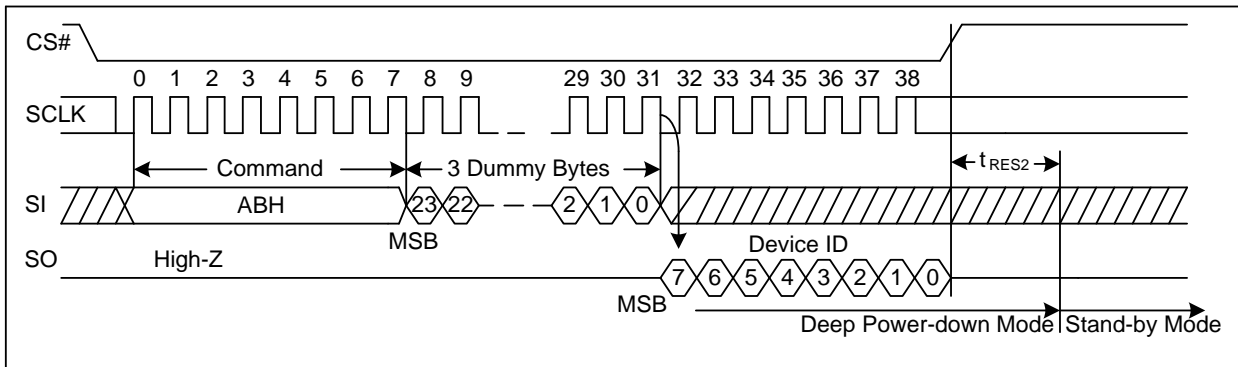 CS#
0 1 2 3 4 5 6 7 8 9 29 30 31 32 33 34 35 36 37 38
SCLK
Command 3 Dummy Bytes tRES2
SI ABH 23 22 2 1 0
MSB
SO High-Z Device ID
7 6 5 4 3 2 1 0
MSB
Deep Power-down Mode Stand-by Mode